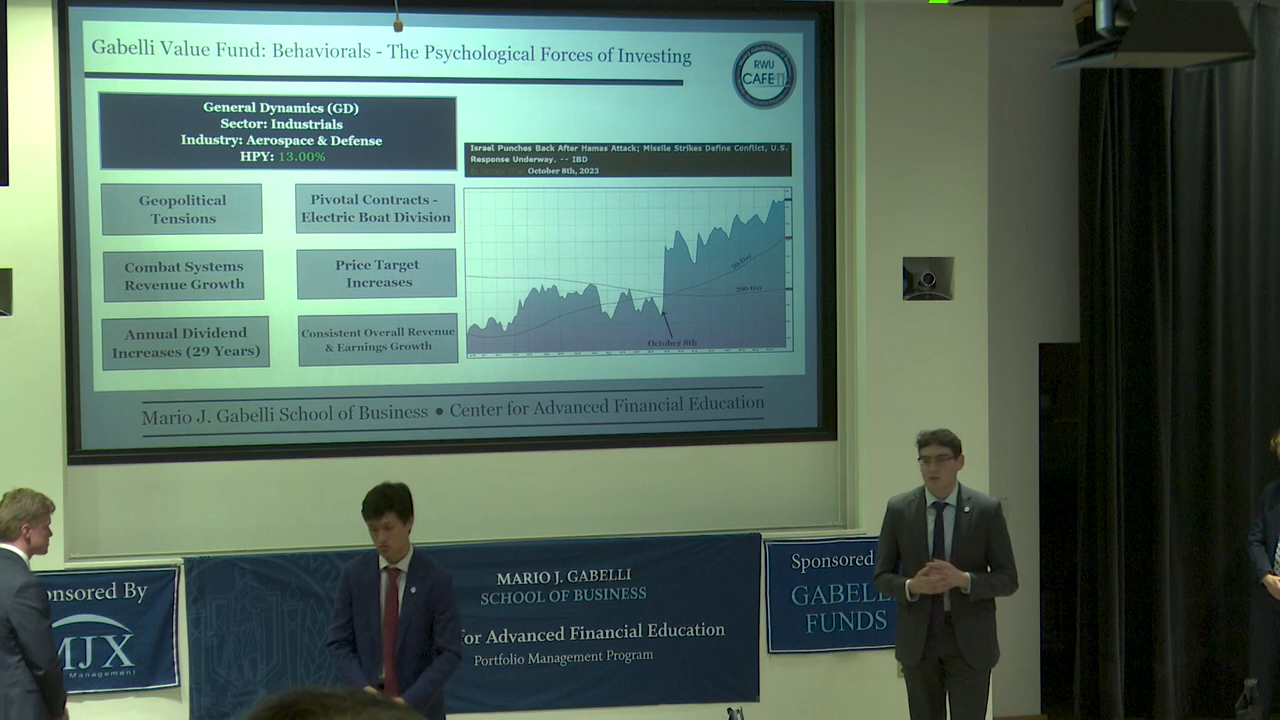 Gabelli Value Fund: Behaviorals - The Psychological Forces of Investing
RWU
CAFE
General Dynamics (GD)
Sector: Industrials
Industry: Aerospace & Defense
HPY: 13.00%
Israel Punches Back After Hamas Attack; Missile Strikes Define Conflict, U.S.
Response Underway. -- IBD
October 8th, 2023
Geopolitical
Tensions
Pivotal Contracts -
Electric Boat Division
Combat Systems
Revenue Growth
Price Target
Increases
Annual Dividend
Increases (29 Years)
Consistent Overall Revenue
& Earnings Growth
50-Day
200-Day
October 8th
Mario J. Gabelli School of Business • Center for Advanced Financial Education
onsored By
MJX
Management
MARIO J. GABELLI
SCHOOL OF BUSINESS
for Advanced Financial Education
Portfolio Management Program
Sponsored
GABELL
FUNDS